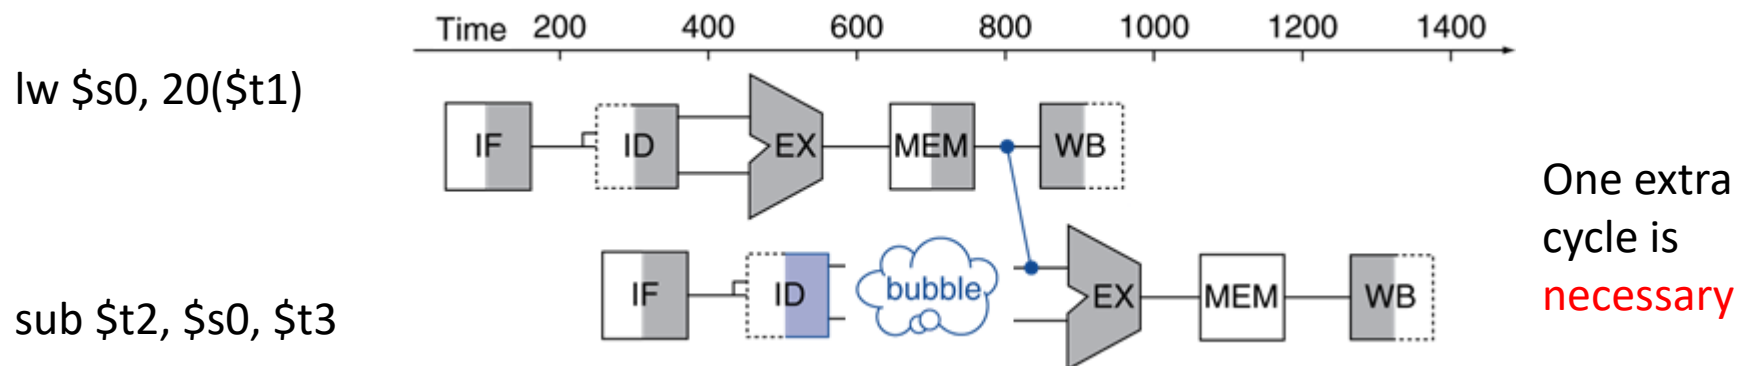 Time 200 400 600 800 1000 1200 1400
lw $s0, 20($t1)
IF ID EX MEM WB
One extra
cycle is
necessary
sub $t2, $s0, $t3
IF ID bubble EX MEM WB